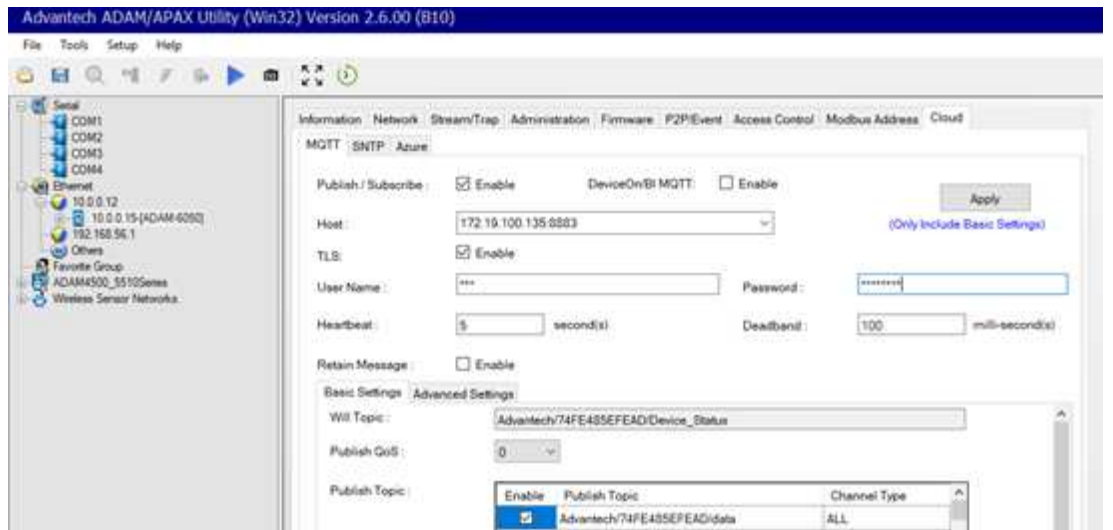 Advantech ADAM/APAX Utility (Win32) Version 2.6.00 (B10)
File Tools Setup Help
Serial
COM1
COM2
COM3
COM4
Ethernet
10.0.0.12
10.0.0.15-[ADAM-6050]
192.168.56.1
Others
Favorite Group
ADAM4500_5510Series
Wireless Sensor Networks
Information Network Stream/Trap Administration Firmware P2P/Event Access Control Modbus Address Cloud
MQTT SNTP Azure
Publish / Subscribe : Enable DeviceOn/BI MQTT: Enable
Apply
Host : 172.19.100.135:8883
(Only Include Basic Settings)
TLS: Enable
User Name : *** Password : ********
Heartbeat : 5 second(s) Deadband : 100 milli-second(s)
Retain Message : Enable
Basic Settings Advanced Settings
Will Topic : Advantech/74FE485EFEAD/Device_Status
Publish QoS : 0
Publish Topic : Enable Publish Topic Channel Type
Advantech/74FE485EFEAD/data ALL